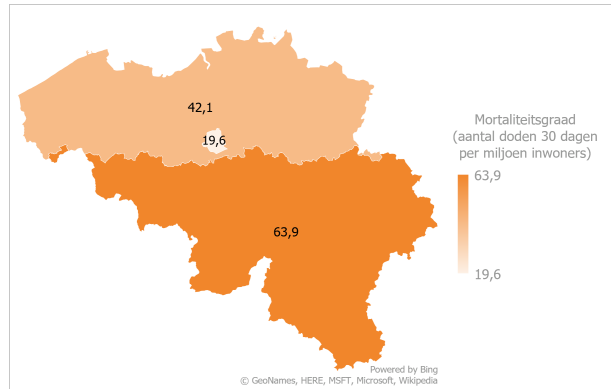 42,1
19,6
63,9
Mortaliteitsgraad
(aantal doden 30 dagen
per miljoen inwoners)
63,9
19,6
Powered by Bing
© GeoNames, HERE, MSFT, Microsoft, Wikipedia